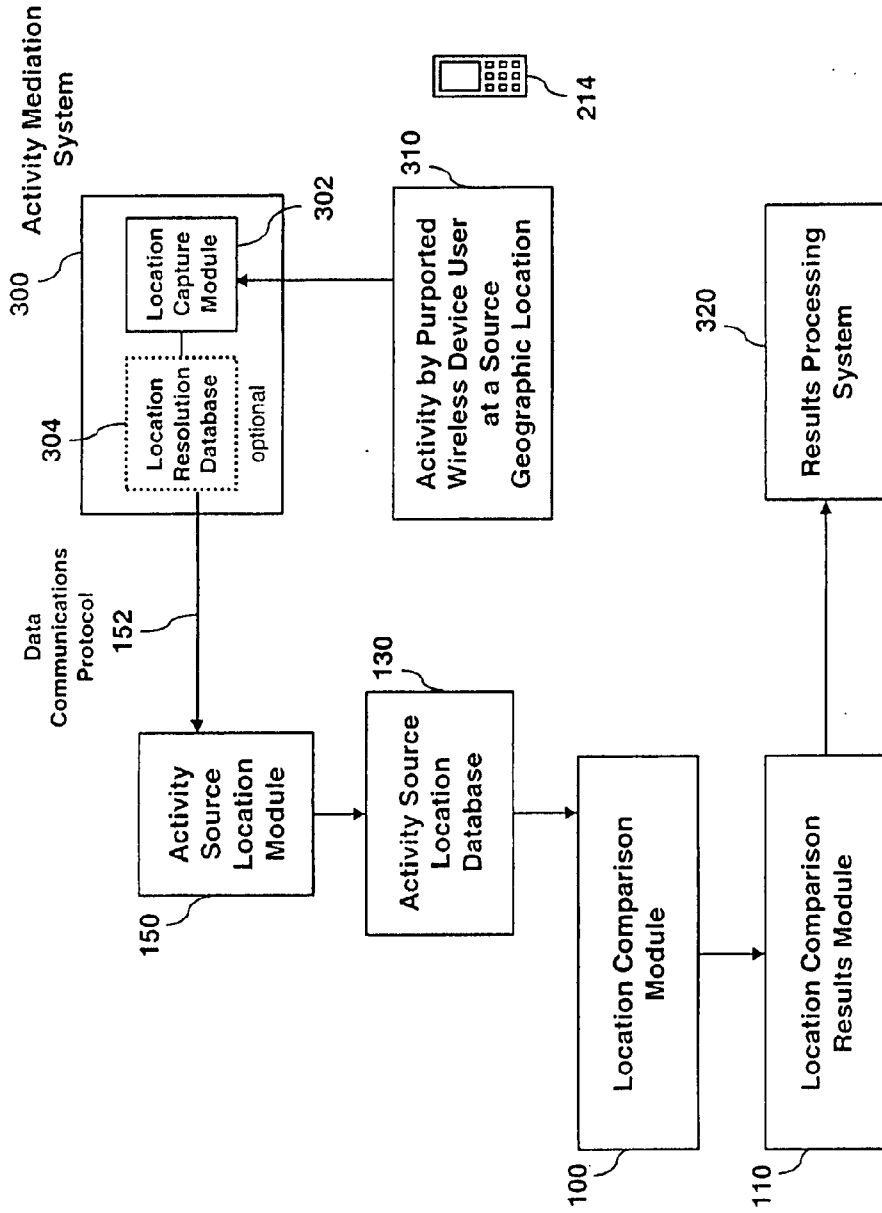 Activity Mediation
System
300
Location
Capture
Module
302
304
Location
Resolution
Database
optional
Data
Communications
Protocol
152
310
Activity by Purported
Wireless Device User
at a Source
Geographic Location
214
Activity
Source
Location
Module
150
130
Activity Source
Location
Database
Location Comparison
Module
100
Location Comparison
Results Module
110
320
Results Processing
System